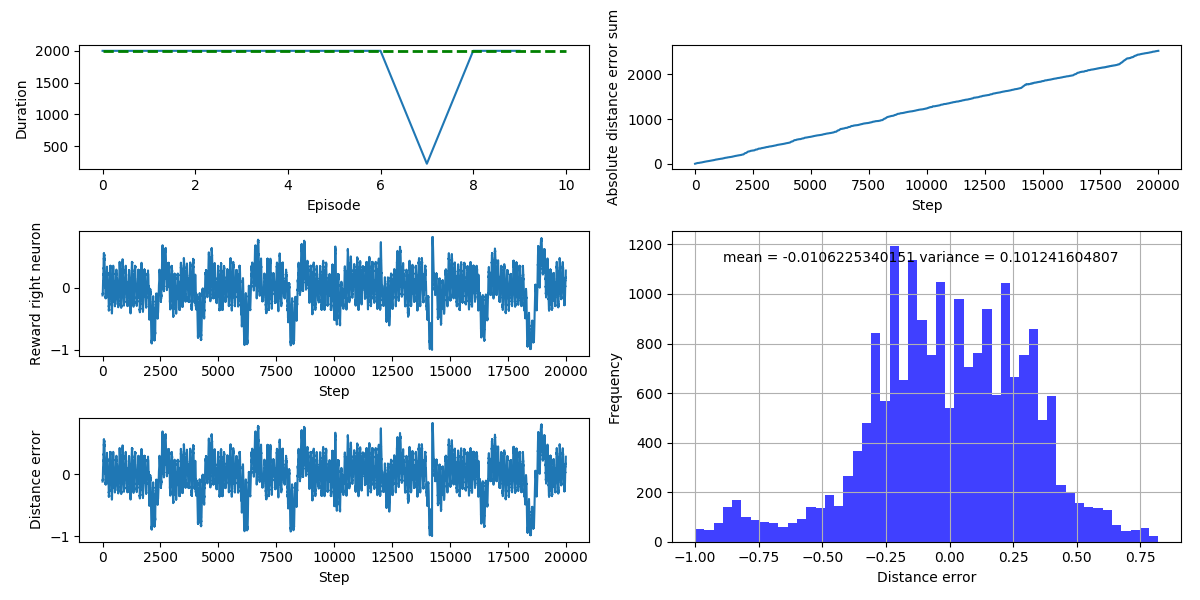 2000
1500
1000
500
Duration
0 2 4 6 8 10
Episode
2000
1000
0
Absolute distance error sum
0 2500 5000 7500 10000 12500 15000 17500 20000
Step
0
−1
Reward right neuron
0 2500 5000 7500 10000 12500 15000 17500 20000
Step
0
−1
Distance error
0 2500 5000 7500 10000 12500 15000 17500 20000
Step
mean = -0.0106225340151 variance = 0.101241604807
1200
1000
800
600
400
200
0
Frequency
−1.00 −0.75 −0.50 −0.25 0.00 0.25 0.50 0.75
Distance error